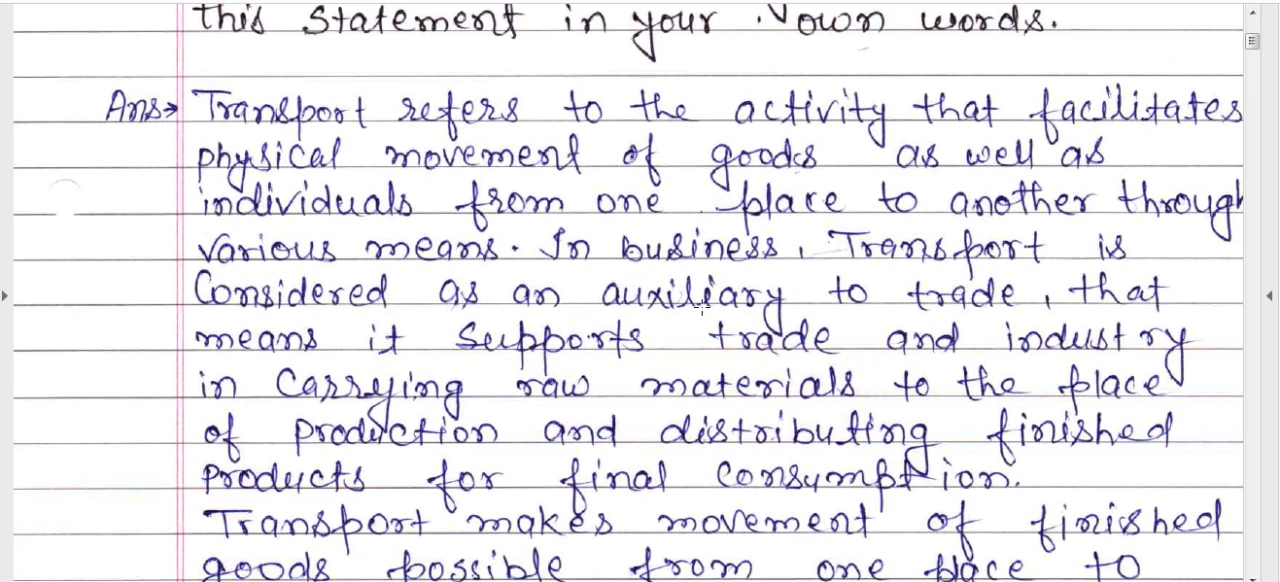 this statement in your own words.
Ans→ Transport refers to the activity that facilitates
physical movement of goods as well as
individuals from one place to another through
various means. In business, Transport is
Considered as an auxiliary to trade, that
means it supports trade and industry
in carrying raw materials to the place
of production and distributing finished
products for final consumption.
Transport makes movement of finished
goods possible from one place to